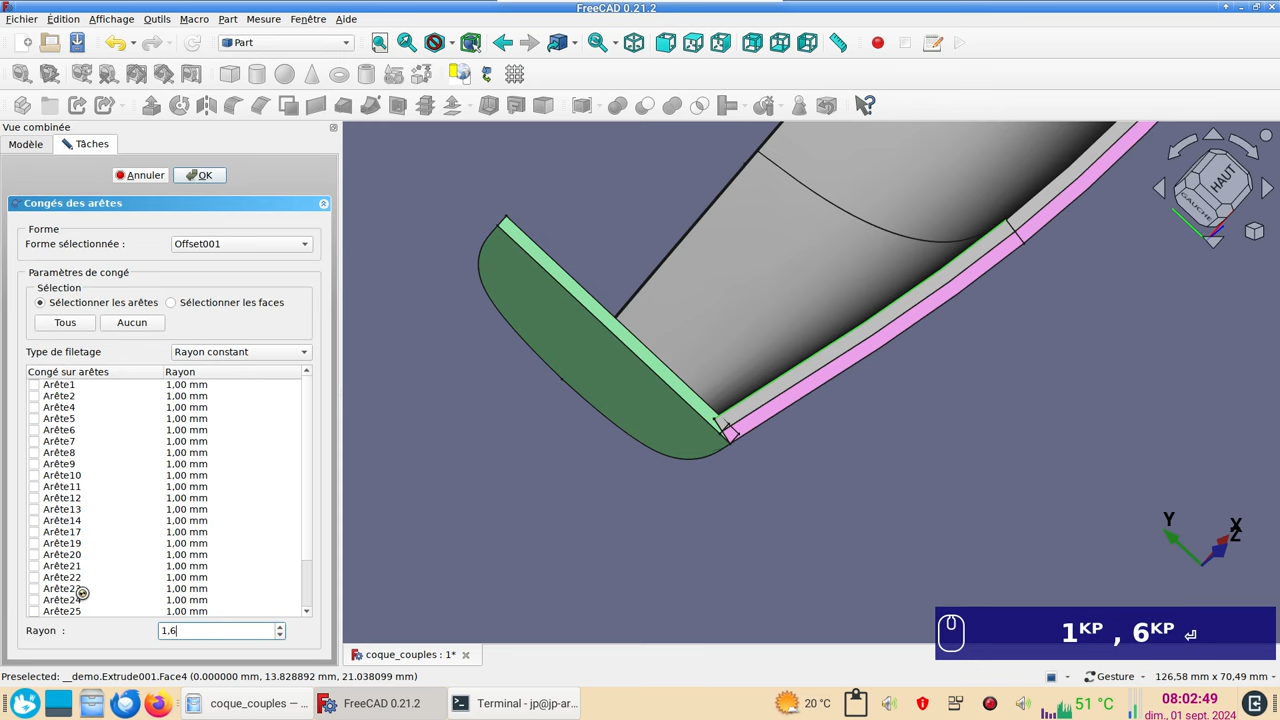 FreeCAD 0.21.2
Fichier Édition Affichage Outils Macro Part Mesure Fenêtre Aide
Part
Vue combinée
Modèle Tâches
Annuler OK
Congés des arêtes
Forme
Forme sélectionnée : Offset001
Paramètres de congé
Sélection
Sélectionner les arêtes Sélectionner les faces
Tous Aucun
Type de filetage Rayon constant
Congé sur arêtes Rayon
Arête1 1,00 mm
Arête2 1,00 mm
Arête4 1,00 mm
Arête5 1,00 mm
Arête6 1,00 mm
Arête7 1,00 mm
Arête8 1,00 mm
Arête9 1,00 mm
Arête10 1,00 mm
Arête11 1,00 mm
Arête12 1,00 mm
Arête13 1,00 mm
Arête14 1,00 mm
Arête17 1,00 mm
Arête19 1,00 mm
Arête20 1,00 mm
Arête21 1,00 mm
Arête22 1,00 mm
1,00 mm
Arête24 1,00 mm
Arête25 1,00 mm
Rayon : 1,6
HAUT
GAUCHE
Y X
Z
1KP , 6KP ⏎
coque_couples : 1*
Preselected: __demo.Extrude001.Face4 (0.000000 mm, 13.828892 mm, 21.038099 mm)
Gesture 126,58 mm x 70,49 mm
coque_couples — ... FreeCAD 0.21.2 Terminal - jp@jp-ar...
20 °C 51 °C 08:02:49
dim., 01 sept. 2024